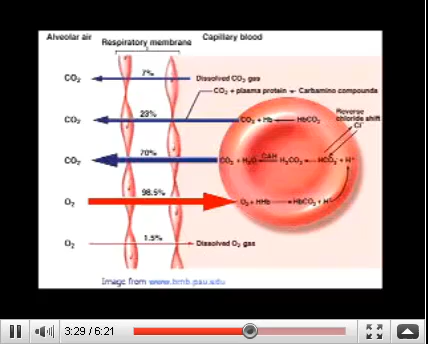 Alveolar air
Respiratory membrane
Capillary blood
CO2
7%
Dissolved CO2 gas
CO2 + plasma protein ← Carbamino compounds
CO2
23%
CO2 + Hb ← HbCO2
Reverse
chloride shift
Cl-
CO2
70%
CO2 + H2O ← CAH H2CO3 ← HCO3 + H+
O2
98.5%
O2 + HHb → HbO2 + H+
O2
1.5%
Dissolved O2 gas
Image from www.bmb.psu.edu
3:29 / 6:21